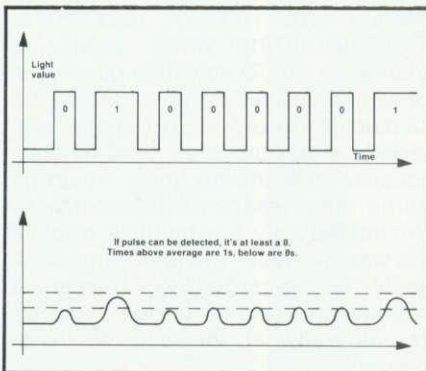 Light
value
0 1 0 0 0 0 0 1
Time
If pulse can be detected, it's at least a 0.
Times above average are 1s, below are 0s.